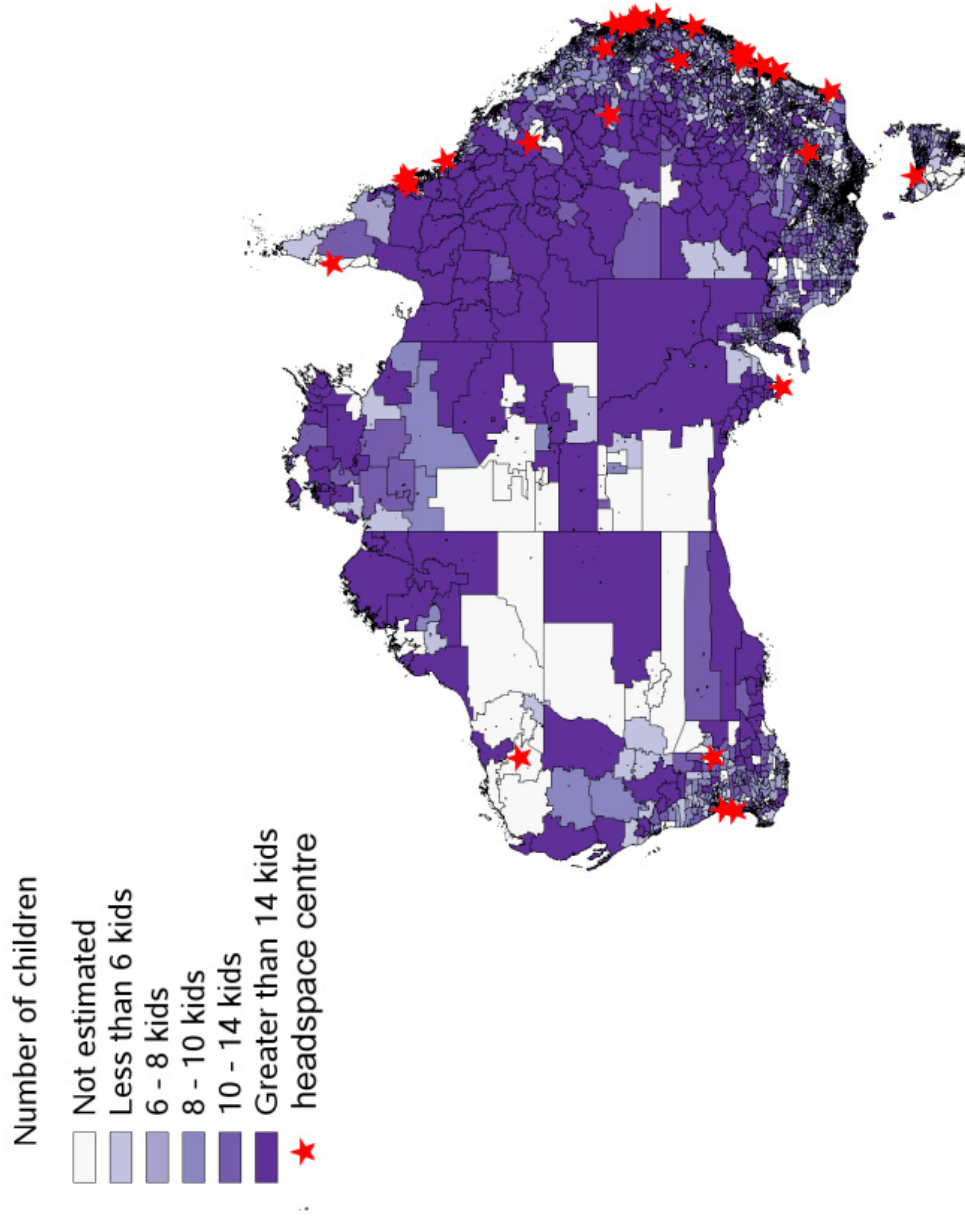 Number of children
Not estimated
Less than 6 kids
6 - 8 kids
8 - 10 kids
10 - 14 kids
Greater than 14 kids
headspace centre